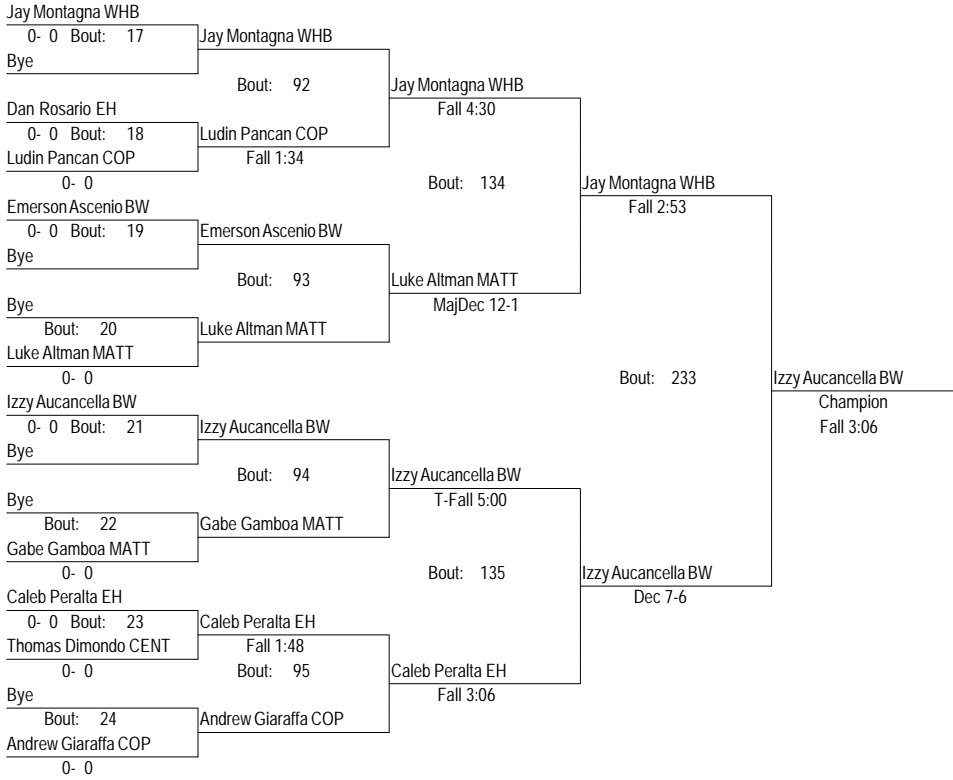 Jay Montagna WHB
0- 0 Bout: 17
Bye
Jay Montagna WHB
Bout: 92
Dan Rosario EH
0- 0 Bout: 18
Ludin Pancan COP
0- 0
Ludin Pancan COP
Fall 1:34
Jay Montagna WHB
Fall 4:30
Bout: 134
Emerson Ascenio BW
0- 0 Bout: 19
Bye
Emerson Ascenio BW
Bout: 93
Bye
Bout: 20
Luke Altman MATT
0- 0
Luke Altman MATT
Luke Altman MATT
MajDec 12-1
Jay Montagna WHB
Fall 2:53
Bout: 233
Izzy Aucancella BW
0- 0 Bout: 21
Bye
Izzy Aucancella BW
Bout: 94
Bye
Bout: 22
Gabe Gamboa MATT
0- 0
Gabe Gamboa MATT
Izzy Aucancella BW
T-Fall 5:00
Bout: 135
Caleb Peralta EH
0- 0 Bout: 23
Thomas Dimondo CENT
0- 0
Caleb Peralta EH
Fall 1:48
Bout: 95
Bye
Bout: 24
Andrew Giaraffa COP
0- 0
Andrew Giaraffa COP
Caleb Peralta EH
Fall 3:06
Izzy Aucancella BW
Dec 7-6
Izzy Aucancella BW
Champion
Fall 3:06